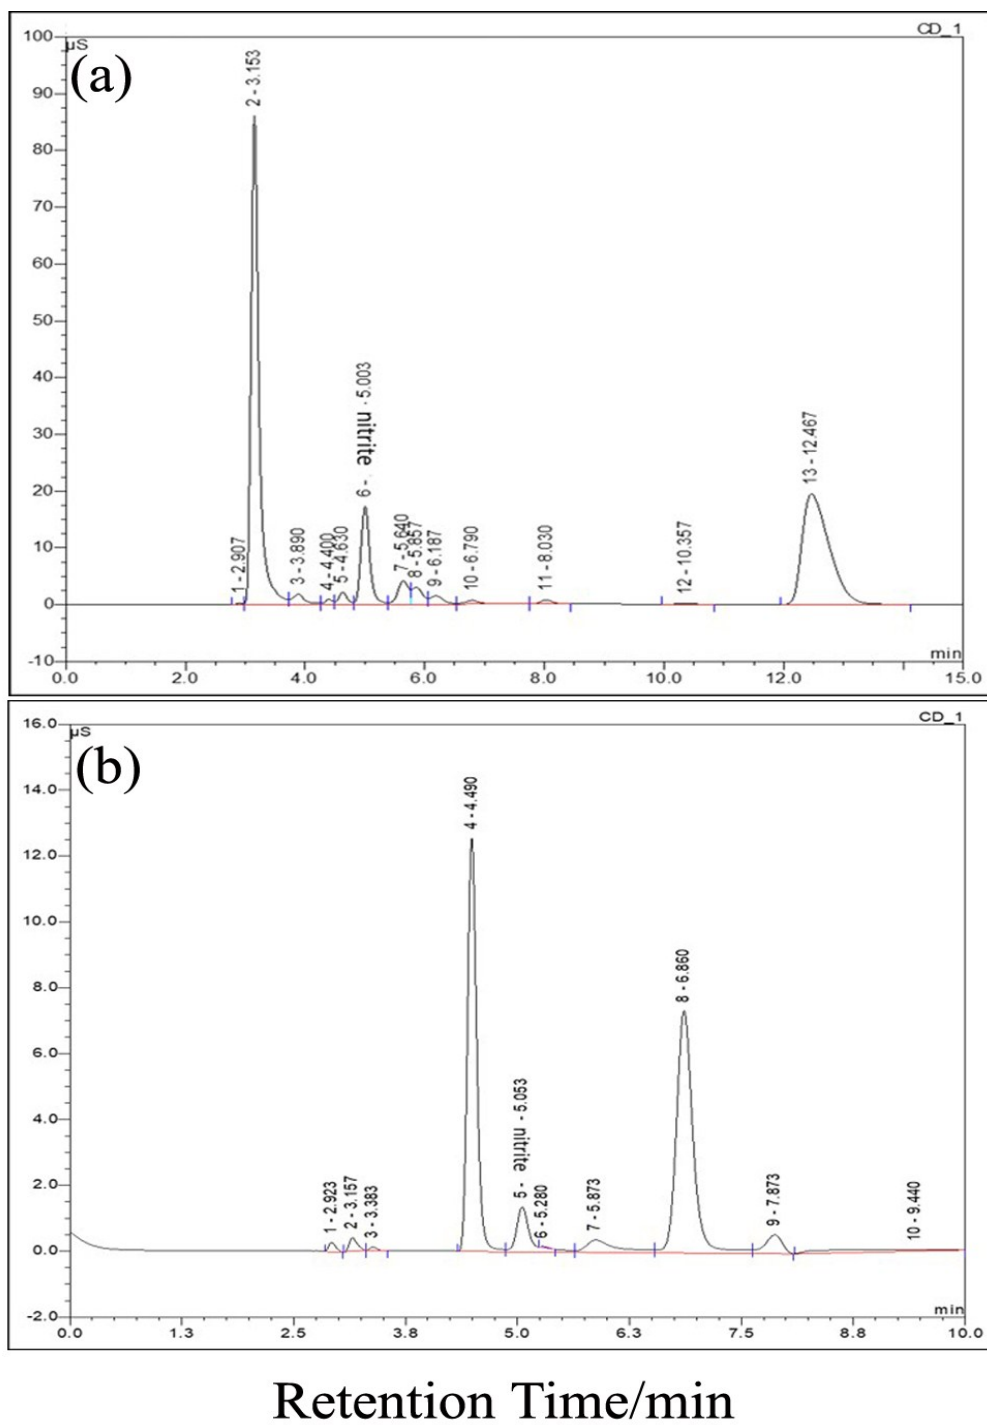 CD_1
µS
(a)
100
90
80
70
60
50
40
30
20
10
0
-10
1 - 2.907
2 - 3.153
3 - 3.890
4 - 4.400
5 - 4.630
6 - nitrite - 5.003
7 - 5.640
8 - 5.857
9 - 6.187
10 - 6.790
11 - 8.030
12 - 10.357
13 - 12.467
min
0.0 2.0 4.0 6.0 8.0 10.0 12.0 15.0
CD_1
µS
(b)
16.0
14.0
12.0
10.0
8.0
6.0
4.0
2.0
0.0
-2.0
1 - 2.923
2 - 3.157
3 - 3.383
4 - 4.490
5 - nitrite - 5.053
6 - 5.280
7 - 5.873
8 - 6.860
9 - 7.873
10 - 9.440
min
0.0 1.3 2.5 3.8 5.0 6.3 7.5 8.8 10.0
Retention Time/min